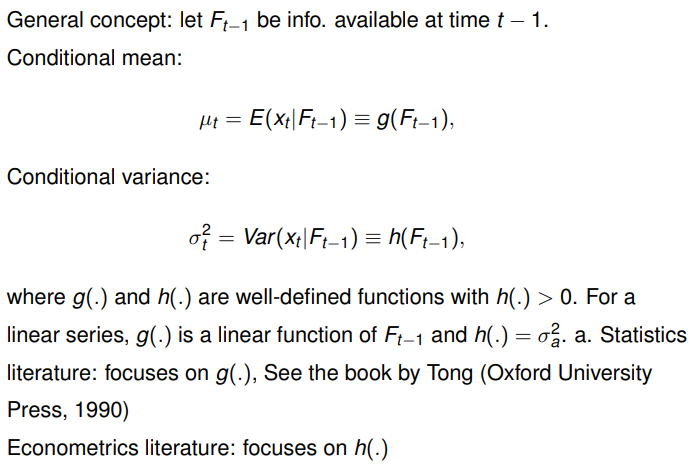 General concept: let F_{t−1} be info. available at time t − 1.
Conditional mean:
μ_t = E(x_t|F_{t−1}) ≡ g(F_{t−1}),
Conditional variance:
σ_t^2 = Var(x_t|F_{t−1}) ≡ h(F_{t−1}),
where g(.) and h(.) are well-defined functions with h(.) > 0. For a
linear series, g(.) is a linear function of F_{t−1} and h(.) = σ_a^2. a. Statistics
literature: focuses on g(.), See the book by Tong (Oxford University
Press, 1990)
Econometrics literature: focuses on h(.)